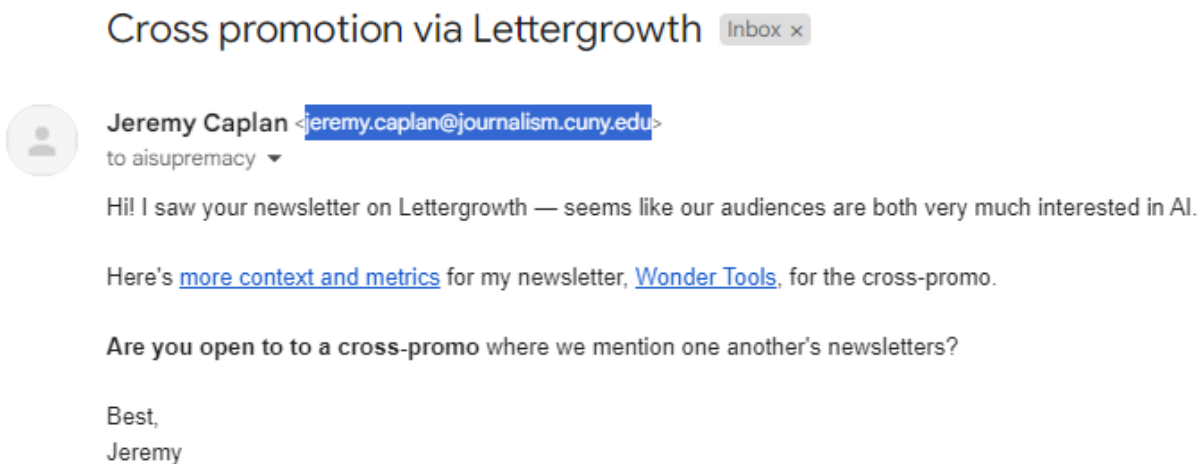 Cross promotion via Lettergrowth Inbox ×
Jeremy Caplan <jeremy.caplan@journalism.cuny.edu>
to aisupremacy
Hi! I saw your newsletter on Lettergrowth — seems like our audiences are both very much interested in AI.
Here's more context and metrics for my newsletter, Wonder Tools, for the cross-promo.
Are you open to to a cross-promo where we mention one another's newsletters?
Best,
Jeremy